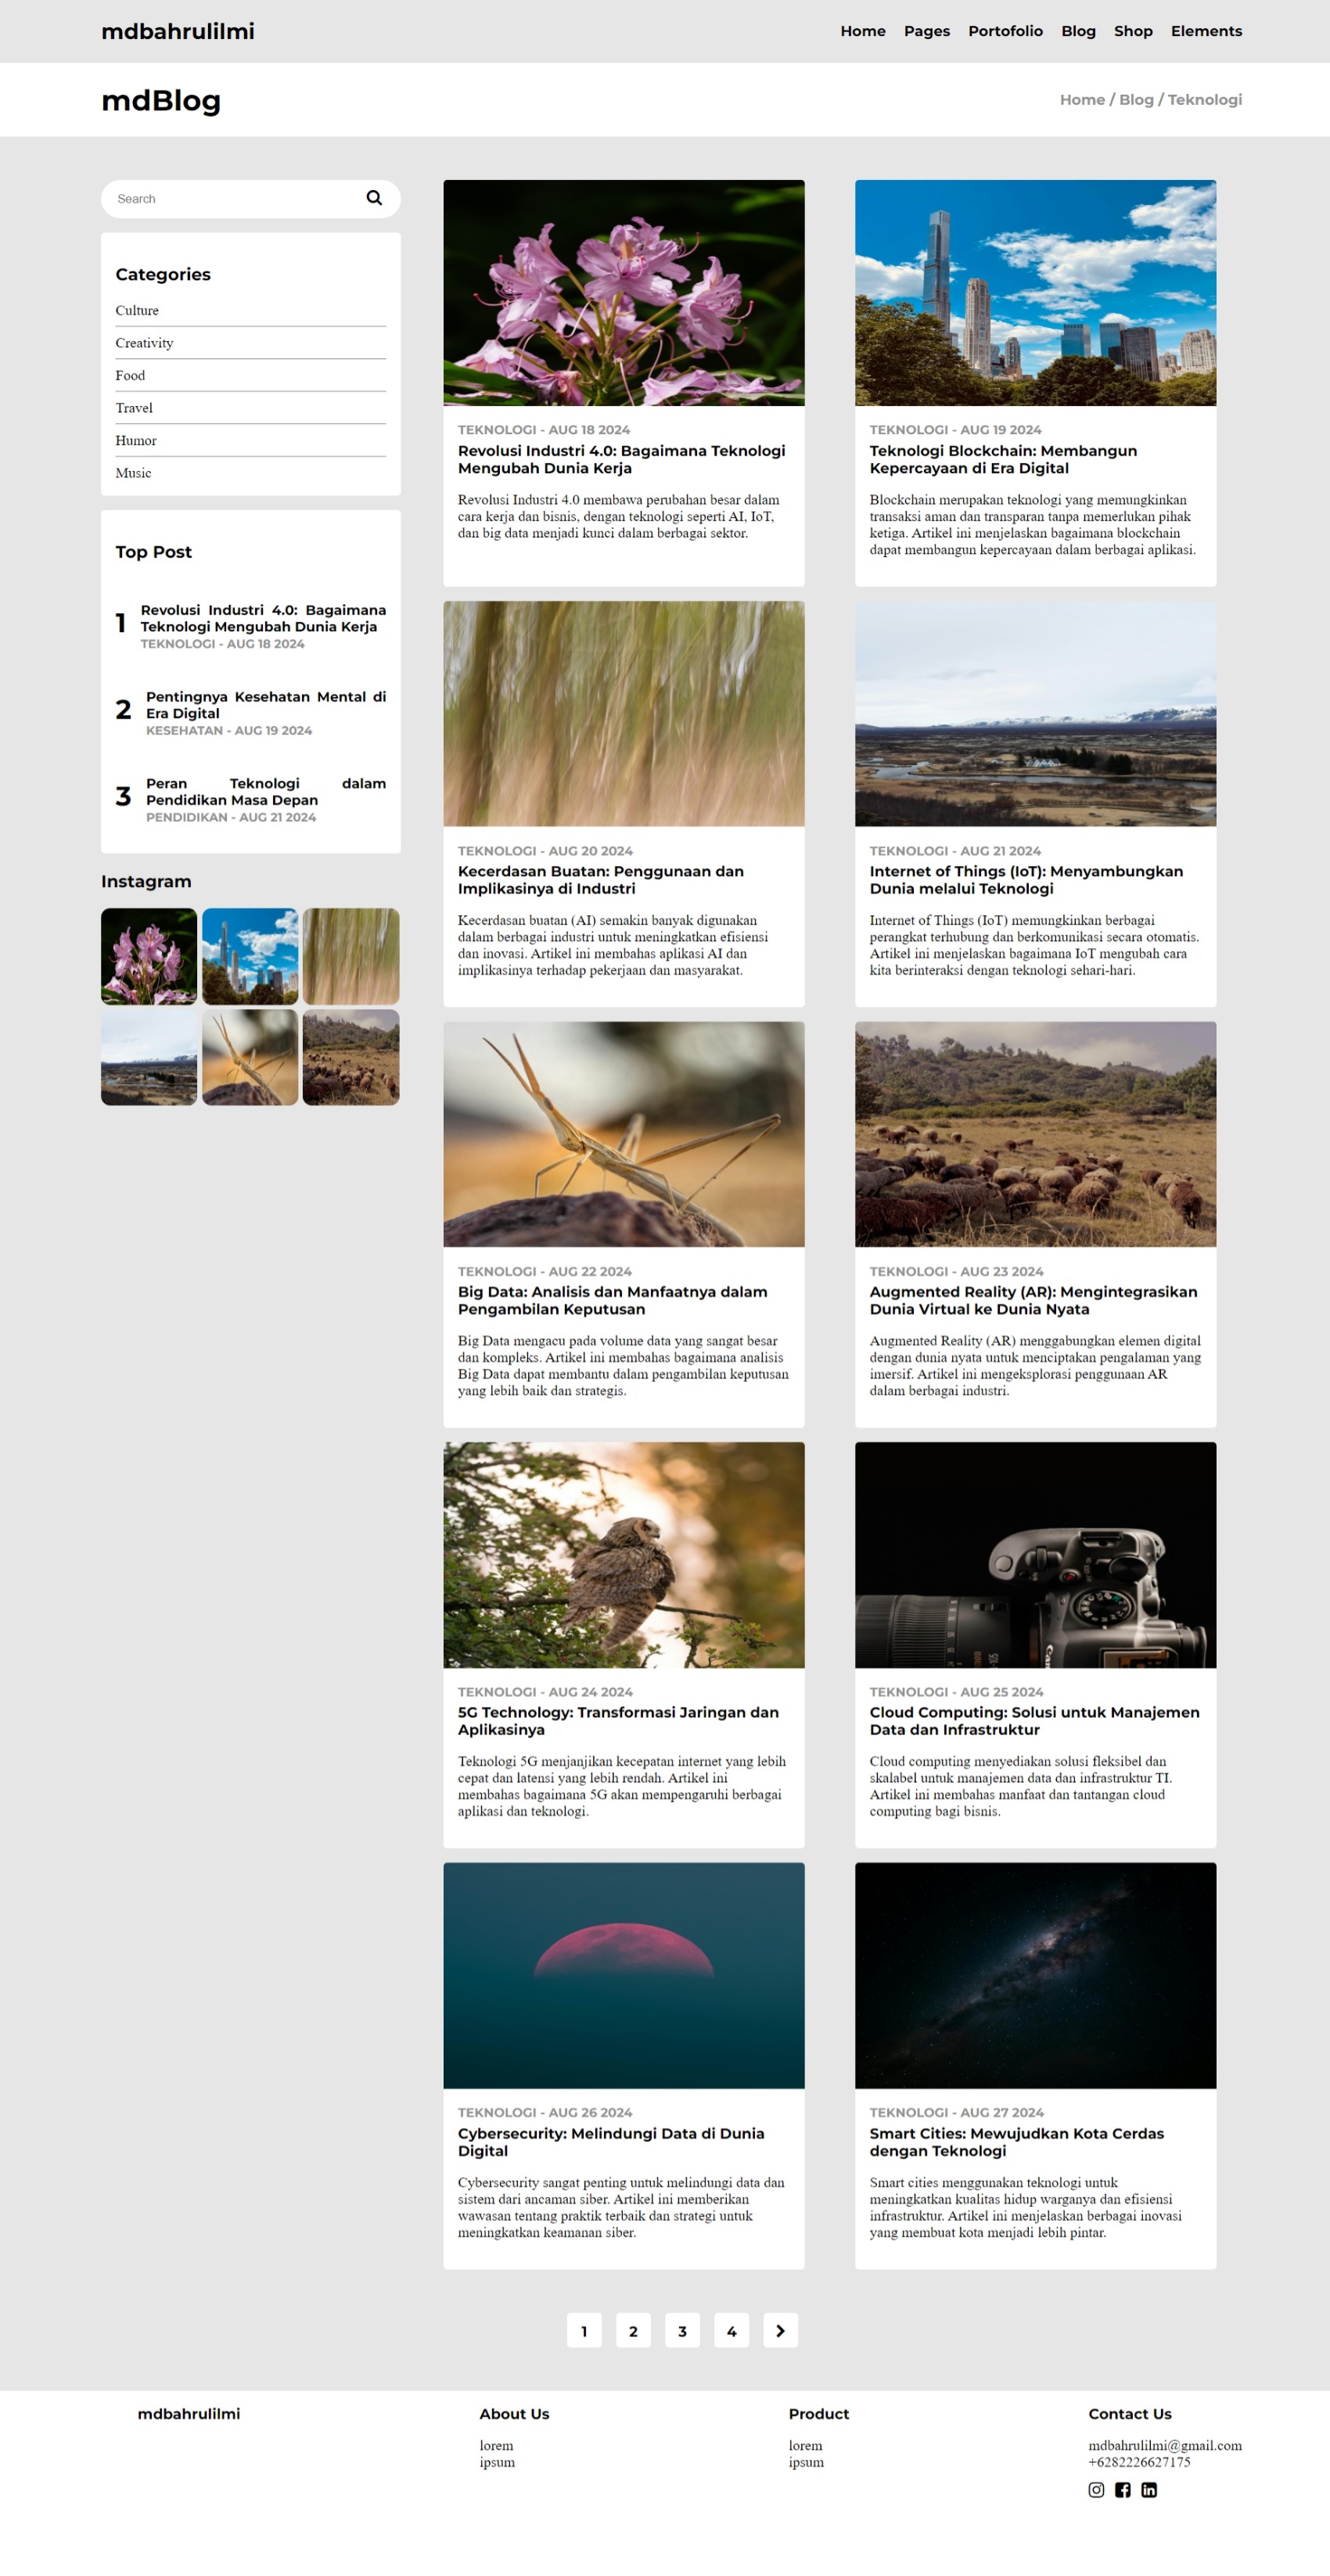 mdbahrulilmi
Home Pages Portofolio Blog Shop Elements
mdBlog
Home / Blog / Teknologi
Search
Categories
Culture
Creativity
Food
Travel
Humor
Music
Top Post
1
Revolusi Industri 4.0: Bagaimana
Teknologi Mengubah Dunia Kerja
TEKNOLOGI - AUG 18 2024
2
Pentingnya Kesehatan Mental di
Era Digital
KESEHATAN - AUG 19 2024
3
Peran Teknologi dalam
Pendidikan Masa Depan
PENDIDIKAN - AUG 21 2024
Instagram
TEKNOLOGI - AUG 18 2024
Revolusi Industri 4.0: Bagaimana Teknologi
Mengubah Dunia Kerja
Revolusi Industri 4.0 membawa perubahan besar dalam
cara kerja dan bisnis, dengan teknologi seperti AI, IoT,
dan big data menjadi kunci dalam berbagai sektor.
TEKNOLOGI - AUG 19 2024
Teknologi Blockchain: Membangun
Kepercayaan di Era Digital
Blockchain merupakan teknologi yang memungkinkan
transaksi aman dan transparan tanpa memerlukan pihak
ketiga. Artikel ini menjelaskan bagaimana blockchain
dapat membangun kepercayaan dalam berbagai aplikasi.
TEKNOLOGI - AUG 20 2024
Kecerdasan Buatan: Penggunaan dan
Implikasinya di Industri
Kecerdasan buatan (AI) semakin banyak digunakan
dalam berbagai industri untuk meningkatkan efisiensi
dan inovasi. Artikel ini membahas aplikasi AI dan
implikasinya terhadap pekerjaan dan masyarakat.
TEKNOLOGI - AUG 21 2024
Internet of Things (IoT): Menyambungkan
Dunia melalui Teknologi
Internet of Things (IoT) memungkinkan berbagai
perangkat terhubung dan berkomunikasi secara otomatis.
Artikel ini menjelaskan bagaimana IoT mengubah cara
kita berinteraksi dengan teknologi sehari-hari.
TEKNOLOGI - AUG 22 2024
Big Data: Analisis dan Manfaatnya dalam
Pengambilan Keputusan
Big Data mengacu pada volume data yang sangat besar
dan kompleks. Artikel ini membahas bagaimana analisis
Big Data dapat membantu dalam pengambilan keputusan
yang lebih baik dan strategis.
TEKNOLOGI - AUG 23 2024
Augmented Reality (AR): Mengintegrasikan
Dunia Virtual ke Dunia Nyata
Augmented Reality (AR) menggabungkan elemen digital
dengan dunia nyata untuk menciptakan pengalaman yang
imersif. Artikel ini mengeksplorasi penggunaan AR
dalam berbagai industri.
TEKNOLOGI - AUG 24 2024
5G Technology: Transformasi Jaringan dan
Aplikasinya
Teknologi 5G menjanjikan kecepatan internet yang lebih
cepat dan latensi yang lebih rendah. Artikel ini
membahas bagaimana 5G akan mempengaruhi berbagai
aplikasi dan teknologi.
TEKNOLOGI - AUG 25 2024
Cloud Computing: Solusi untuk Manajemen
Data dan Infrastruktur
Cloud computing menyediakan solusi fleksibel dan
skalabel untuk manajemen data dan infrastruktur TI.
Artikel ini membahas manfaat dan tantangan cloud
computing bagi bisnis.
TEKNOLOGI - AUG 26 2024
Cybersecurity: Melindungi Data di Dunia
Digital
Cybersecurity sangat penting untuk melindungi data dan
sistem dari ancaman siber. Artikel ini memberikan
wawasan tentang praktik terbaik dan strategi untuk
meningkatkan keamanan siber.
TEKNOLOGI - AUG 27 2024
Smart Cities: Mewujudkan Kota Cerdas
dengan Teknologi
Smart cities menggunakan teknologi untuk
meningkatkan kualitas hidup warganya dan efisiensi
infrastruktur. Artikel ini menjelaskan berbagai inovasi
yang membuat kota menjadi lebih pintar.
1 2 3 4
mdbahrulilmi
About Us
lorem
ipsum
Product
lorem
ipsum
Contact Us
mdbahrulilmi@gmail.com
+6282226627175